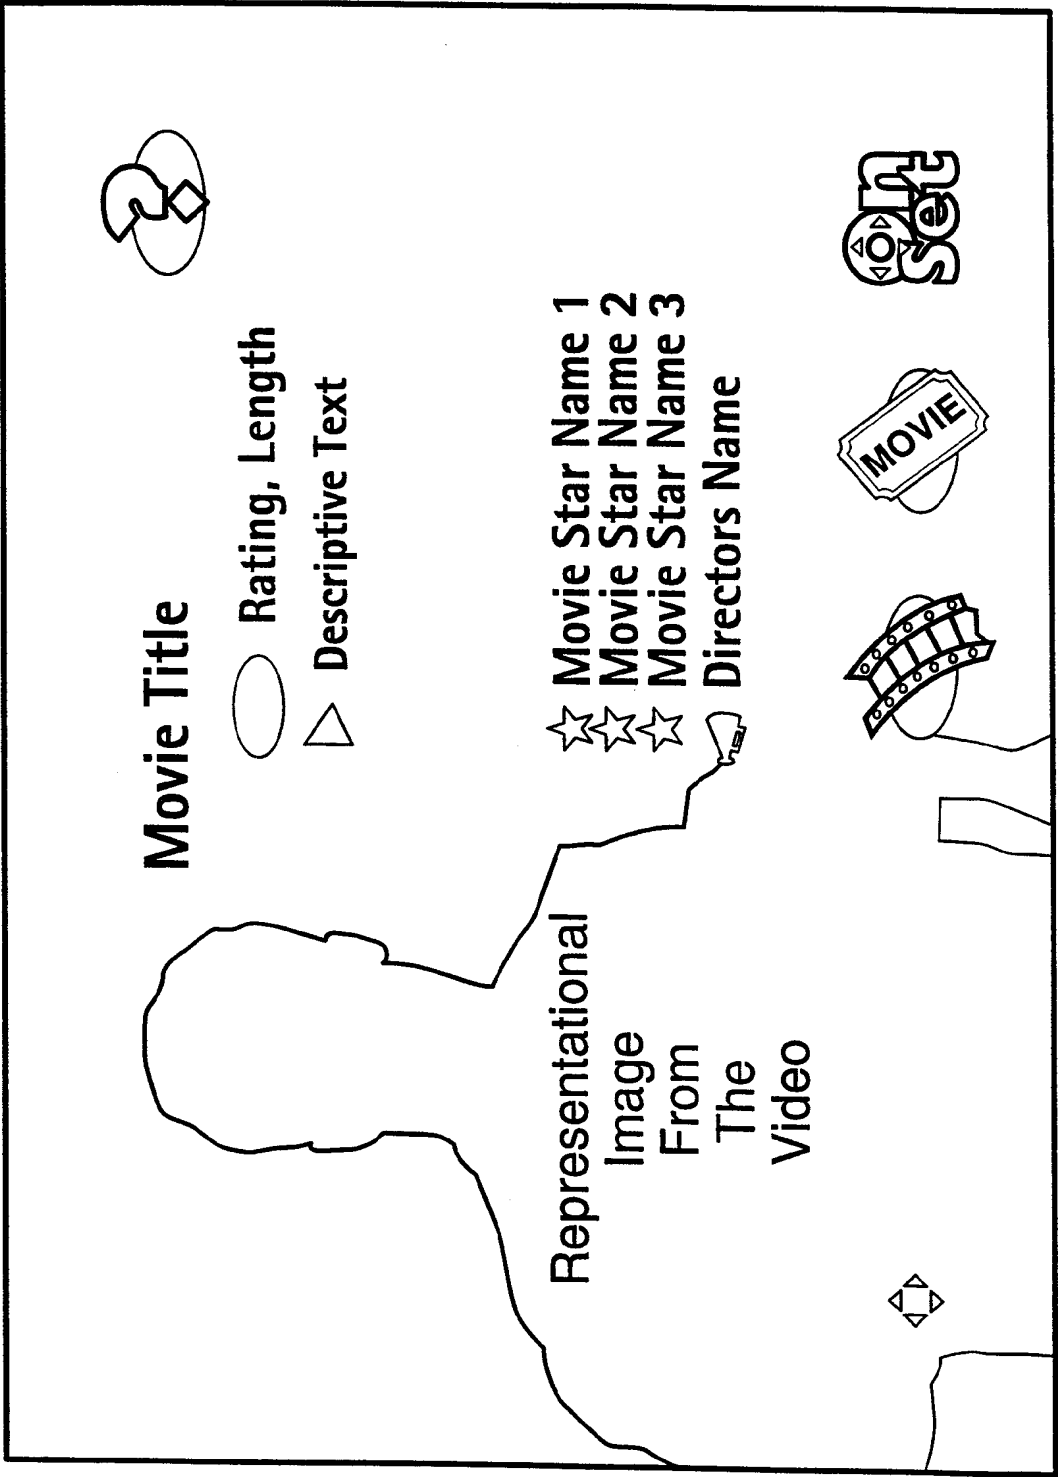 Movie Title
Rating, Length
Descriptive Text
Movie Star Name 1
Movie Star Name 2
Movie Star Name 3
Directors Name
Representational
Image
From
The
Video
MOVIE
on
set
?